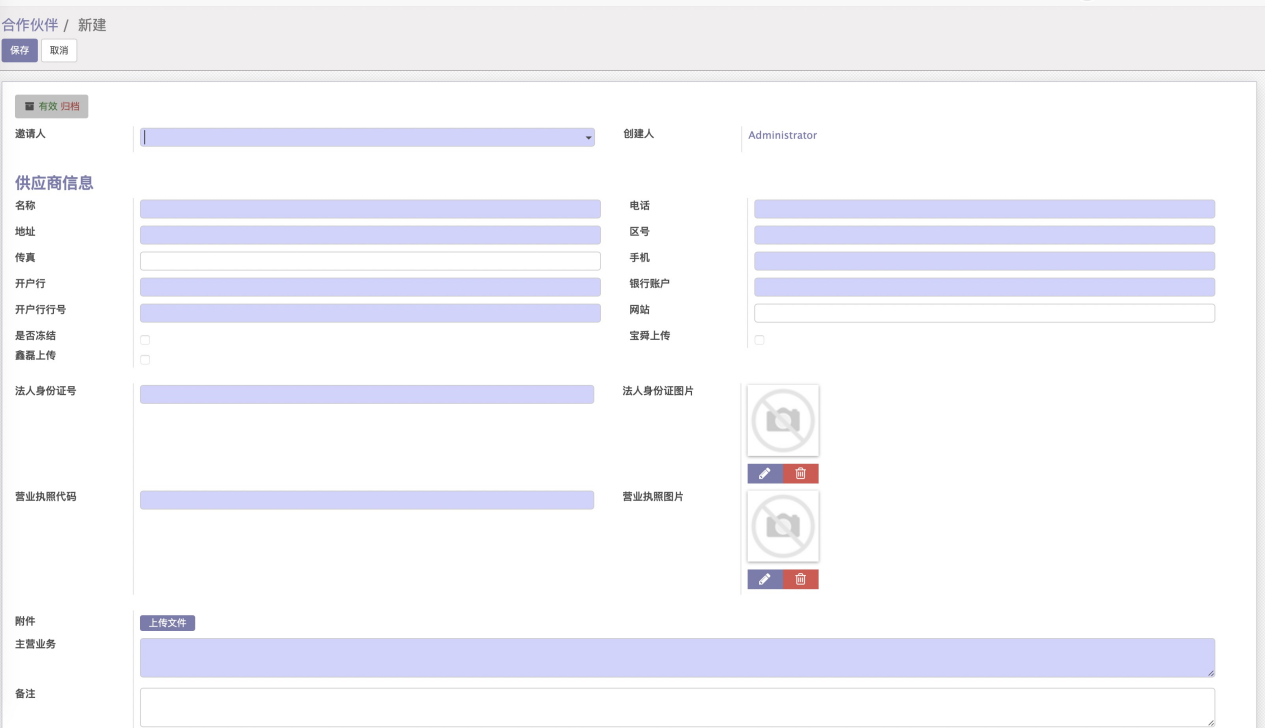 合作伙伴 / 新建
保存 取消
有效 归档
邀请人 创建人 Administrator
供应商信息
名称 电话
地址 区号
传真 手机
开户行 银行账户
开户行行号 网站
是否冻结 宝舜上传
鑫磊上传
法人身份证号 法人身份证图片
营业执照代码 营业执照图片
附件 上传文件
主营业务
备注